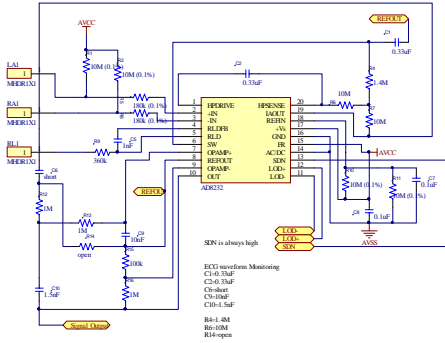 REFOUT
AVCC
C1
0.33uF
R1
R2
C2
10M (0.1%)
10M (0.1%)
0.33uF
R4
1.4M
LA1
1
MHDR1X1
180k (0.1%)
180k (0.1%)
RA1
1
MHDR1X1
RL1
1
MHDR1X1
C5
1nF
R9
360k
1 HPDRIVE HPSENSE 20
2 +IN IAOUT 19
3 -IN REFIN 18
4 RLDFB +Vs 17
5 RLD GND 16
6 SW FR 15
7 OPAMP+ AC/DC 14
8 REFOUT SDN 13
9 OPAMP- LOD+ 12
10 OUT LOD- 11
AD8232
10M
R6
R7
10M
AVCC
C6
short
REFOUT
R10
10M (0.1%)
R11
10M (0.1%)
C7
0.1uF
C8
0.1uF
AVSS
R12
1M
R13
1M
R14
open
C9
10nF
R15
100k
R16
1M
C10
1.5nF
Signal Output
LOD-
LOD+
SDN
SDN is always high
ECG waveform Monitoring
C1=0.33uF
C2=0.33uF
C6=short
C9=10nF
C10=1.5nF
R4=1.4M
R6=10M
R14=open